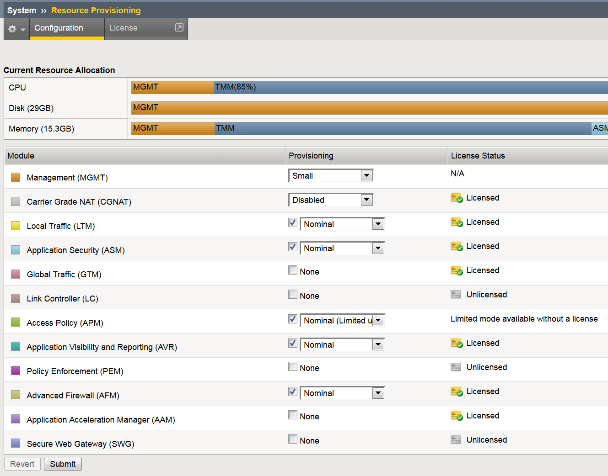 System » Resource Provisioning
Configuration License
Current Resource Allocation
CPU MGMT TMM(85%)
Disk (29GB) MGMT
Memory (15.3GB) MGMT TMM ASM
Module Provisioning License Status
Management (MGMT) Small N/A
Carrier Grade NAT (CGNAT) Disabled Licensed
Local Traffic (LTM) Nominal Licensed
Application Security (ASM) Nominal Licensed
Global Traffic (GTM) None Licensed
Link Controller (LC) None Unlicensed
Access Policy (APM) Nominal (Limited u Limited mode available without a license
Application Visibility and Reporting (AVR) Nominal Licensed
Policy Enforcement (PEM) None Unlicensed
Advanced Firewall (AFM) Nominal Licensed
Application Acceleration Manager (AAM) None Licensed
Secure Web Gateway (SWG) None Unlicensed
Revert Submit